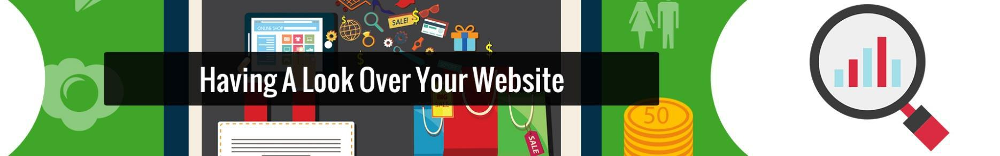 ONLINE SHOP
SALE!
Having A Look Over Your Website
BIG
SALE
50
SALE